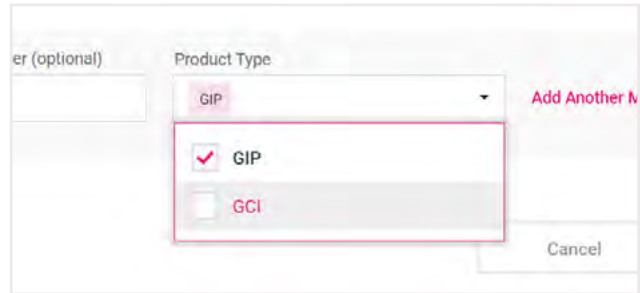 er (optional)
Product Type
GIP
Add Another M
GIP
GCI
Cancel